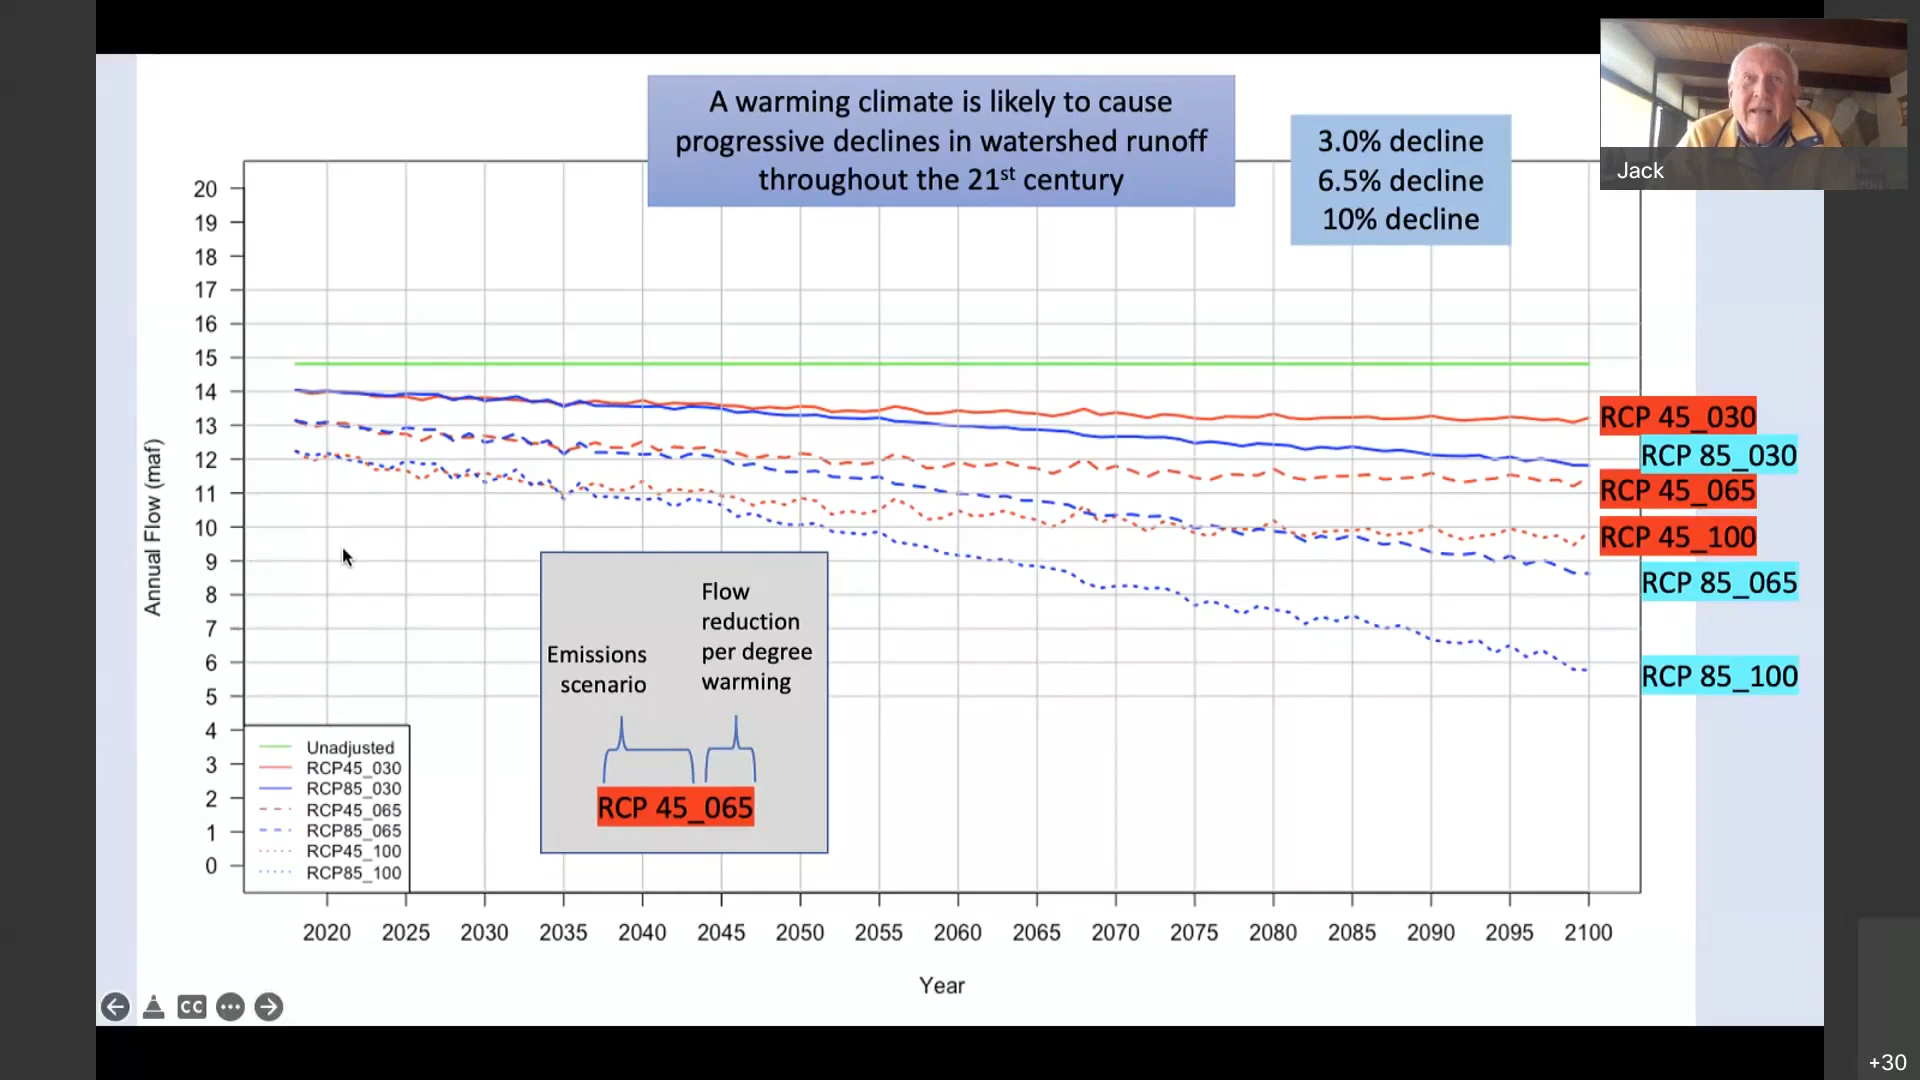 A warming climate is likely to cause
progressive declines in watershed runoff
throughout the 21st century
3.0% decline
6.5% decline
10% decline
Jack
20
19
18
17
16
15
14
13
12
11
10
9
8
7
6
5
4
3
2
1
0
Annual Flow (maf)
RCP 45_030
RCP 85_030
RCP 45_065
RCP 45_100
RCP 85_065
RCP 85_100
Flow
reduction
per degree
warming
Emissions
scenario
RCP 45_065
Unadjusted
RCP45_030
RCP85_030
RCP45_065
RCP85_065
RCP45_100
RCP85_100
2020 2025 2030 2035 2040 2045 2050 2055 2060 2065 2070 2075 2080 2085 2090 2095 2100
Year
CC
+30